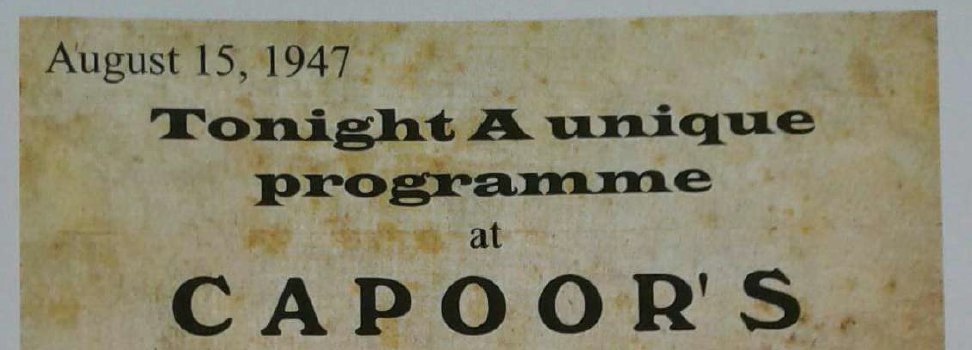 August 15, 1947
Tonight A unique
programme
at
CAPOOR'S